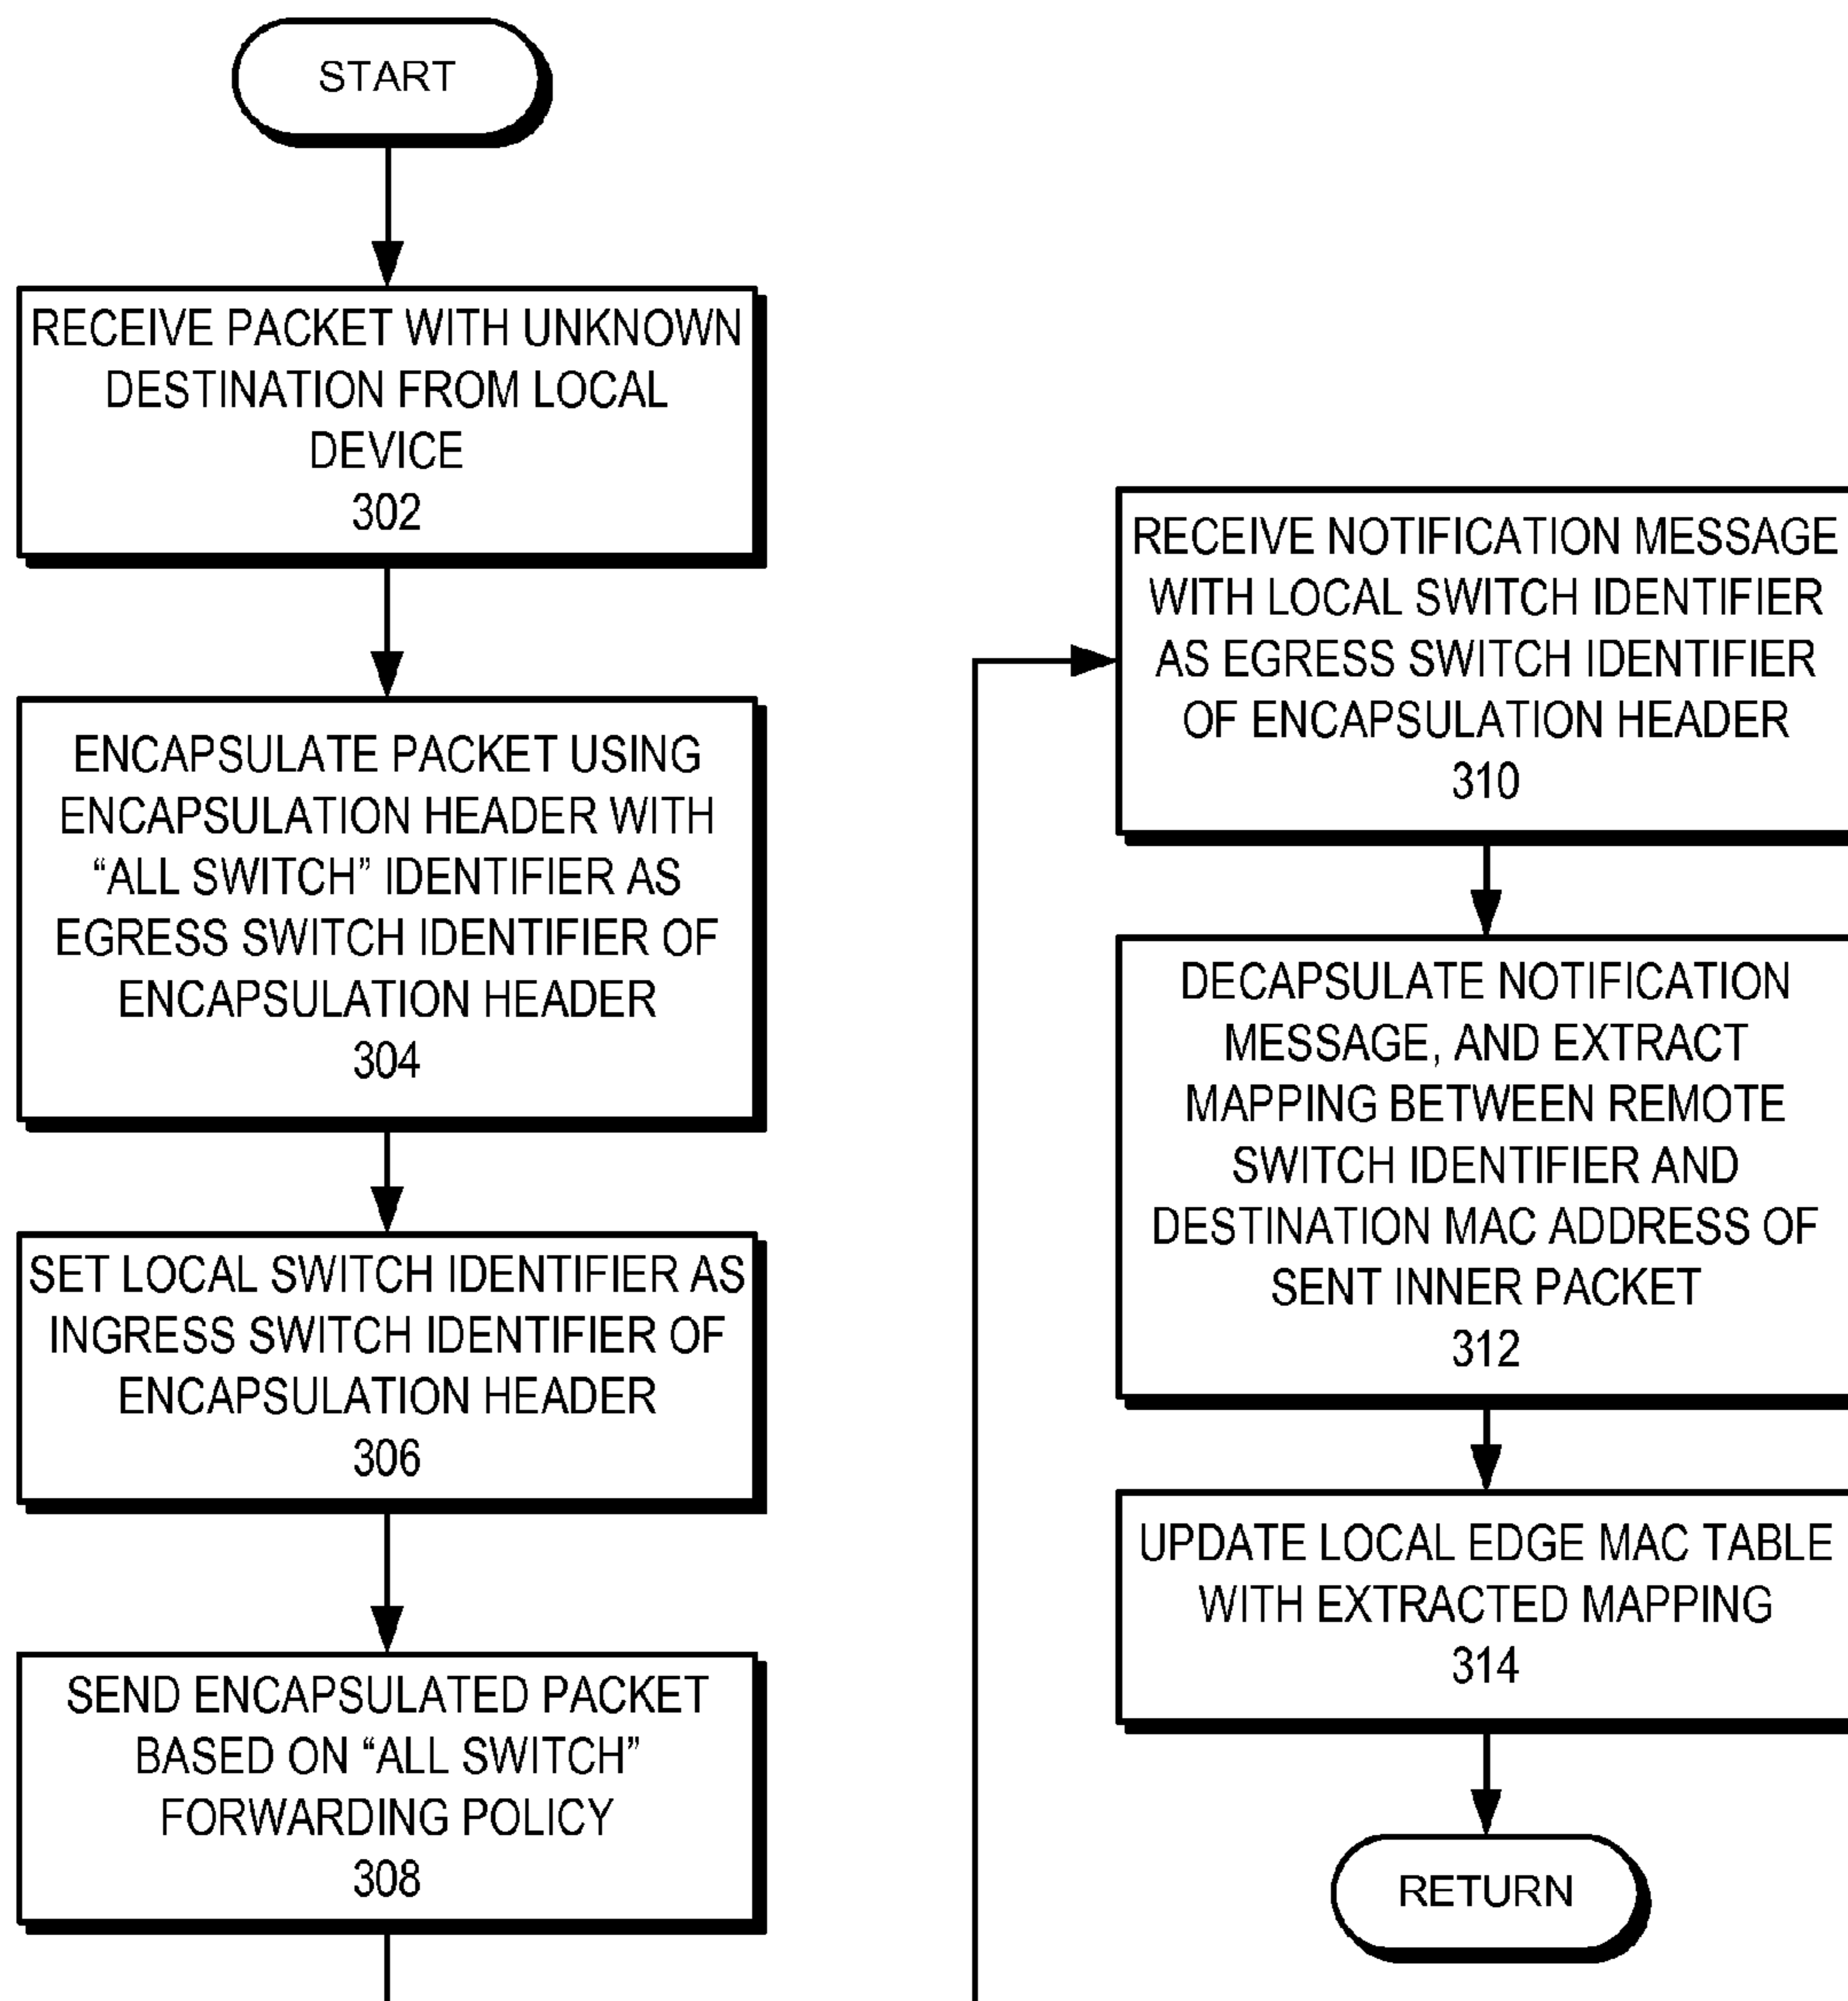 START
RECEIVE PACKET WITH UNKNOWN
DESTINATION FROM LOCAL
DEVICE
302
ENCAPSULATE PACKET USING
ENCAPSULATION HEADER WITH
“ALL SWITCH” IDENTIFIER AS
EGRESS SWITCH IDENTIFIER OF
ENCAPSULATION HEADER
304
SET LOCAL SWITCH IDENTIFIER AS
INGRESS SWITCH IDENTIFIER OF
ENCAPSULATION HEADER
306
SEND ENCAPSULATED PACKET
BASED ON “ALL SWITCH”
FORWARDING POLICY
308
RECEIVE NOTIFICATION MESSAGE
WITH LOCAL SWITCH IDENTIFIER
AS EGRESS SWITCH IDENTIFIER
OF ENCAPSULATION HEADER
310
DECAPSULATE NOTIFICATION
MESSAGE, AND EXTRACT
MAPPING BETWEEN REMOTE
SWITCH IDENTIFIER AND
DESTINATION MAC ADDRESS OF
SENT INNER PACKET
312
UPDATE LOCAL EDGE MAC TABLE
WITH EXTRACTED MAPPING
314
RETURN